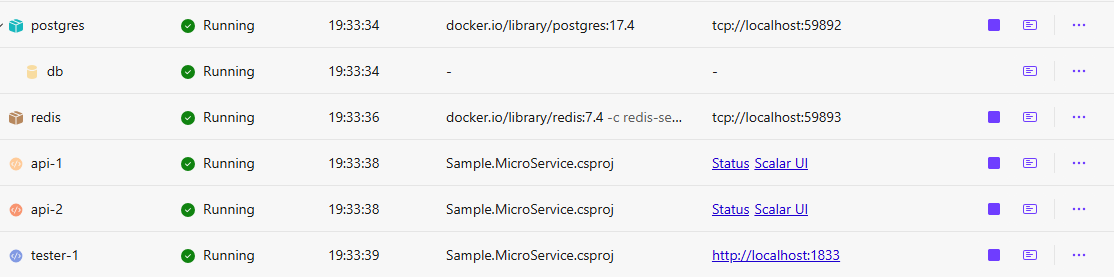 postgres Running 19:33:34 docker.io/library/postgres:17.4 tcp://localhost:59892
db Running 19:33:34 - -
redis Running 19:33:36 docker.io/library/redis:7.4 -c redis-se... tcp://localhost:59893
api-1 Running 19:33:38 Sample.MicroService.csproj Status Scalar UI
api-2 Running 19:33:38 Sample.MicroService.csproj Status Scalar UI
tester-1 Running 19:33:39 Sample.MicroService.csproj http://localhost:1833